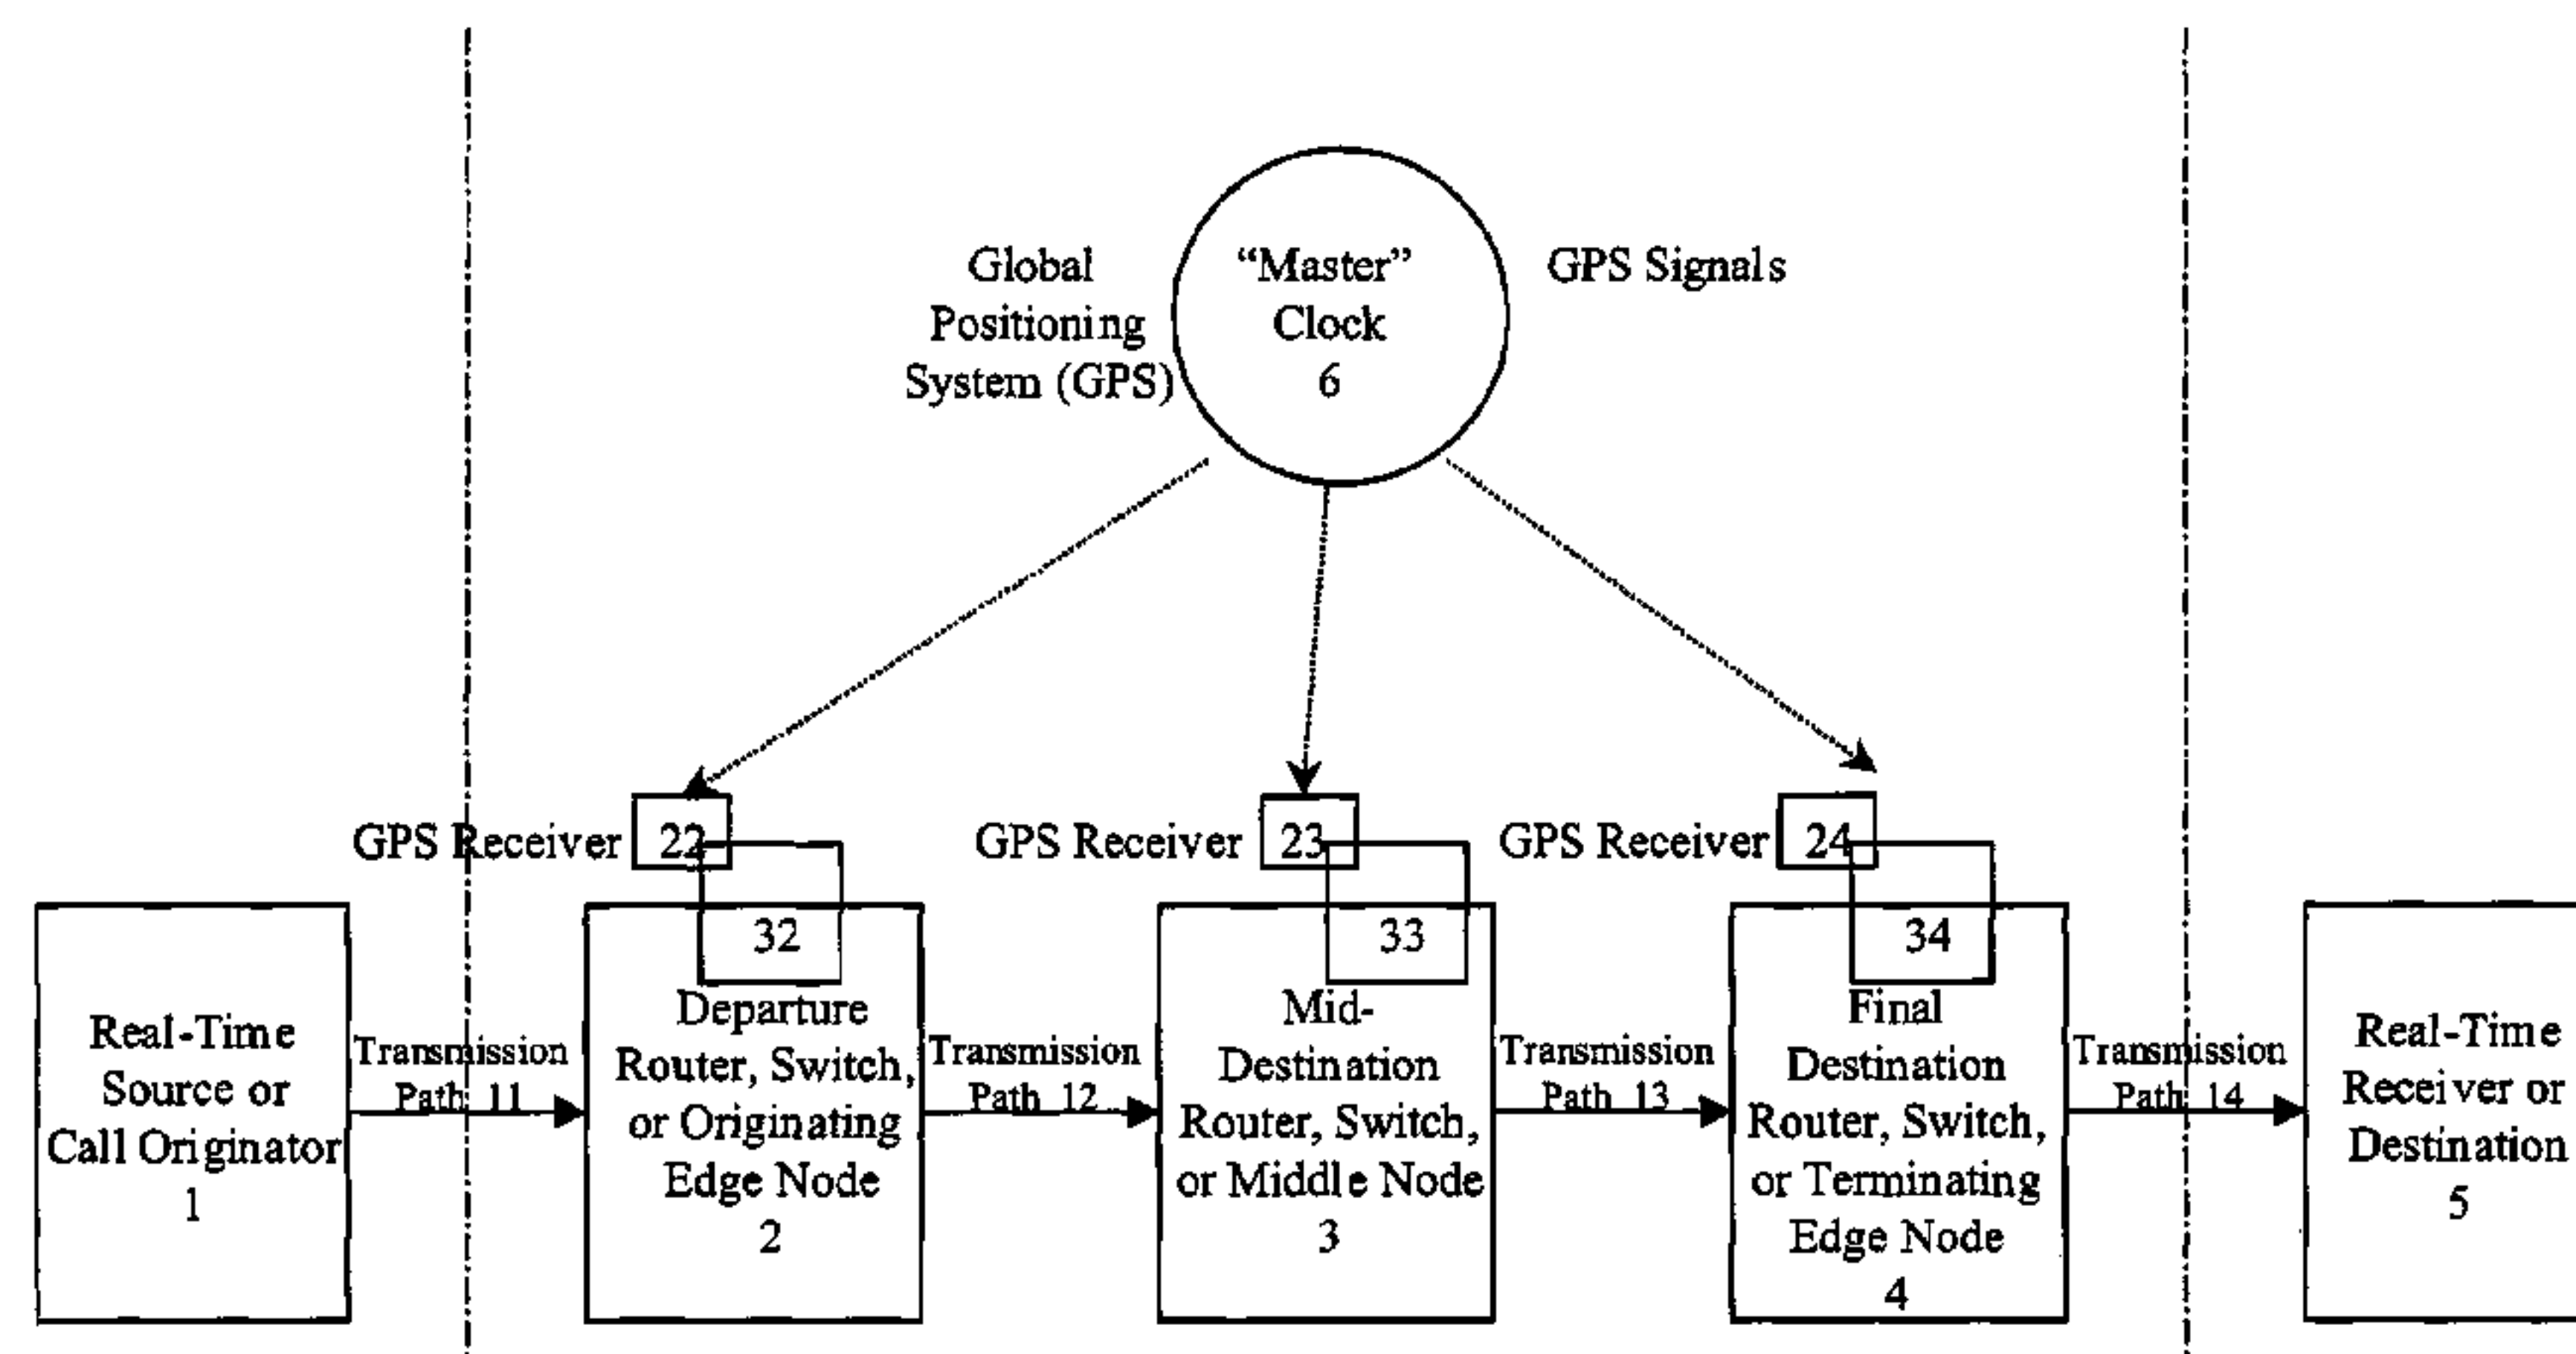 Global
Positioning
System (GPS)
“Master”
Clock
6
GPS Signals
GPS Receiver
22
GPS Receiver
23
GPS Receiver
24
32
33
34
Real-Time
Source or
Call Originator
1
Transmission
Path 11
Departure
Router, Switch,
or Originating
Edge Node
2
Transmission
Path 12
Mid-
Destination
Router, Switch,
or Middle Node
3
Transmission
Path 13
Final
Destination
Router, Switch,
or Terminating
Edge Node
4
Transmission
Path 14
Real-Time
Receiver or
Destination
5